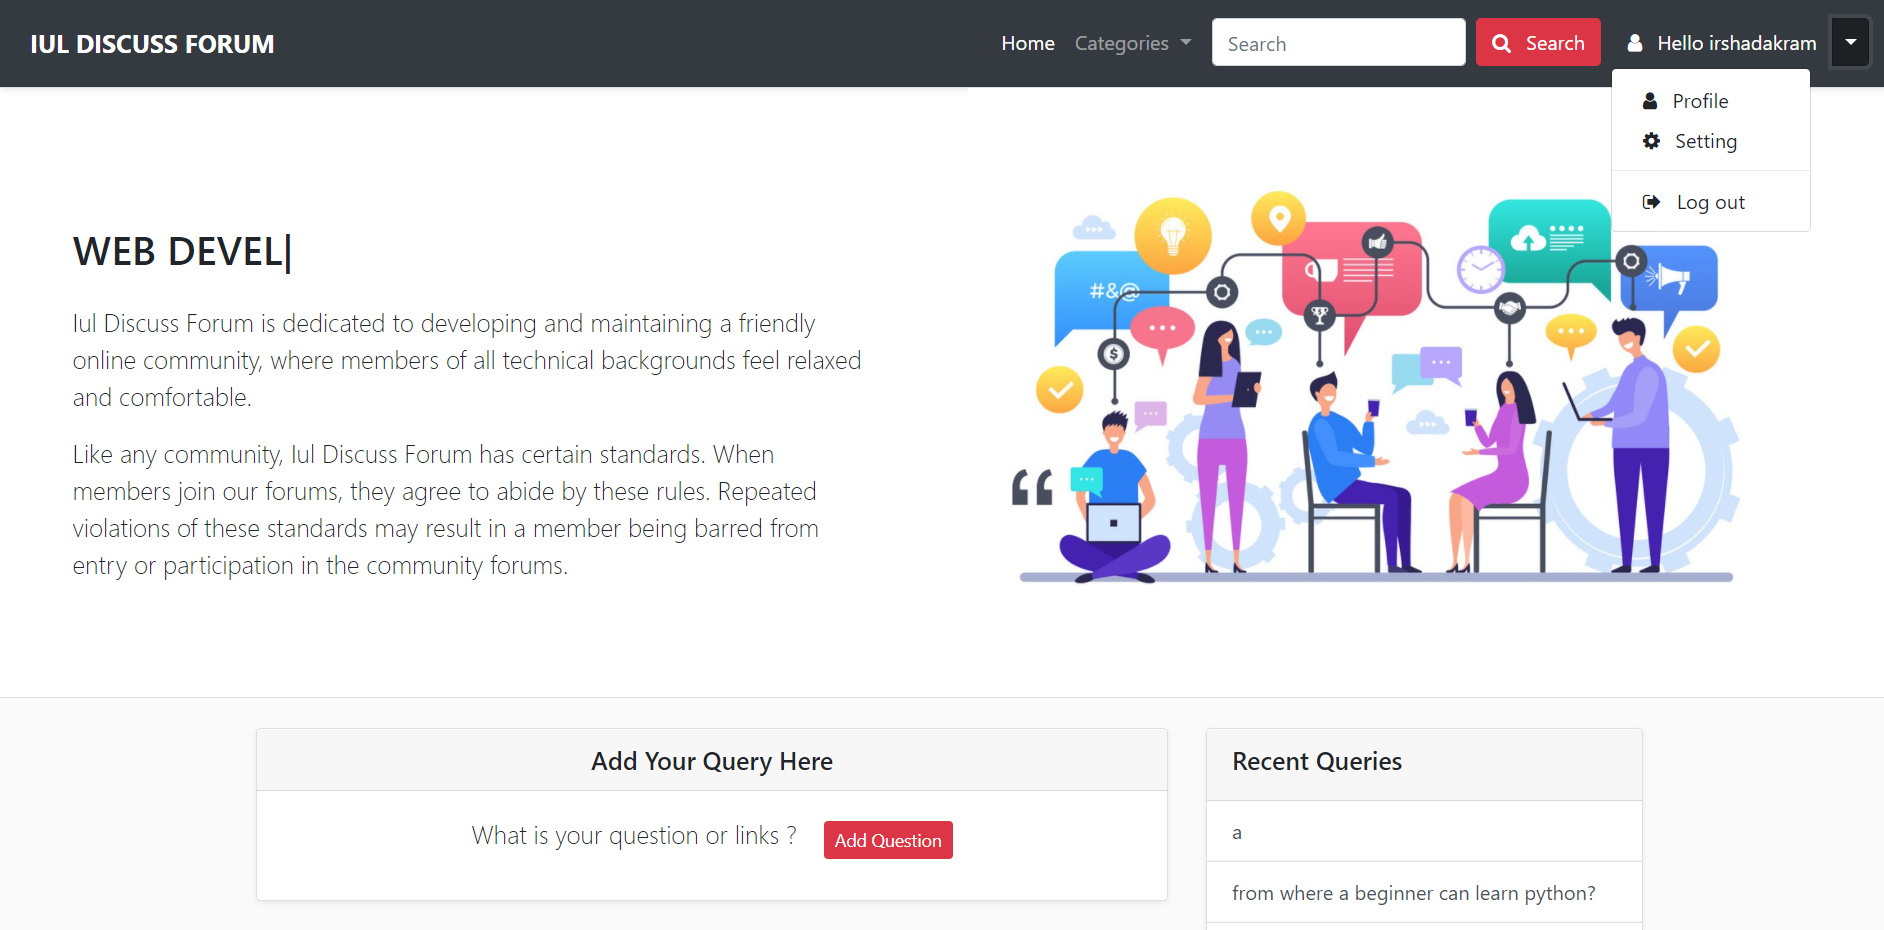 IUL DISCUSS FORUM
Home
Categories
Search
Search
Hello irshadakram
Profile
Setting
Log out
WEB DEVEL|
Iul Discuss Forum is dedicated to developing and maintaining a friendly
online community, where members of all technical backgrounds feel relaxed
and comfortable.
Like any community, Iul Discuss Forum has certain standards. When
members join our forums, they agree to abide by these rules. Repeated
violations of these standards may result in a member being barred from
entry or participation in the community forums.
#&@
$
Add Your Query Here
What is your question or links ?
Add Question
Recent Queries
a
from where a beginner can learn python?